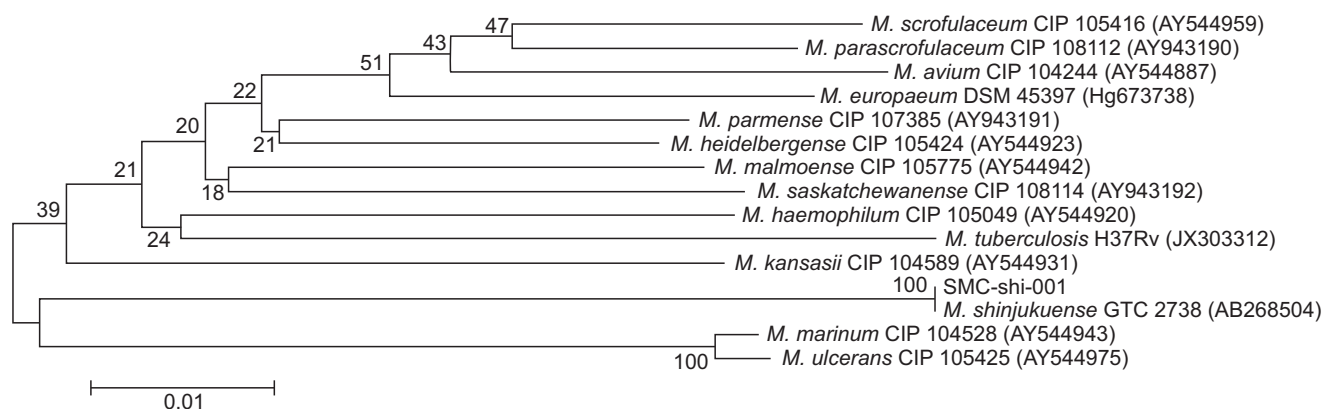 47 M. scrofulaceum CIP 105416 (AY544959)
43 M. parascrofulaceum CIP 108112 (AY943190)
51 M. avium CIP 104244 (AY544887)
22 M. europaeum DSM 45397 (Hg673738)
20 M. parmense CIP 107385 (AY943191)
21 M. heidelbergense CIP 105424 (AY544923)
21 M. malmoense CIP 105775 (AY544942)
18 M. saskatchewanense CIP 108114 (AY943192)
39 M. haemophilum CIP 105049 (AY544920)
24 M. tuberculosis H37Rv (JX303312)
M. kansasii CIP 104589 (AY544931)
100 SMC-shi-001
M. shinjukuense GTC 2738 (AB268504)
M. marinum CIP 104528 (AY544943)
100 M. ulcerans CIP 105425 (AY544975)
0.01